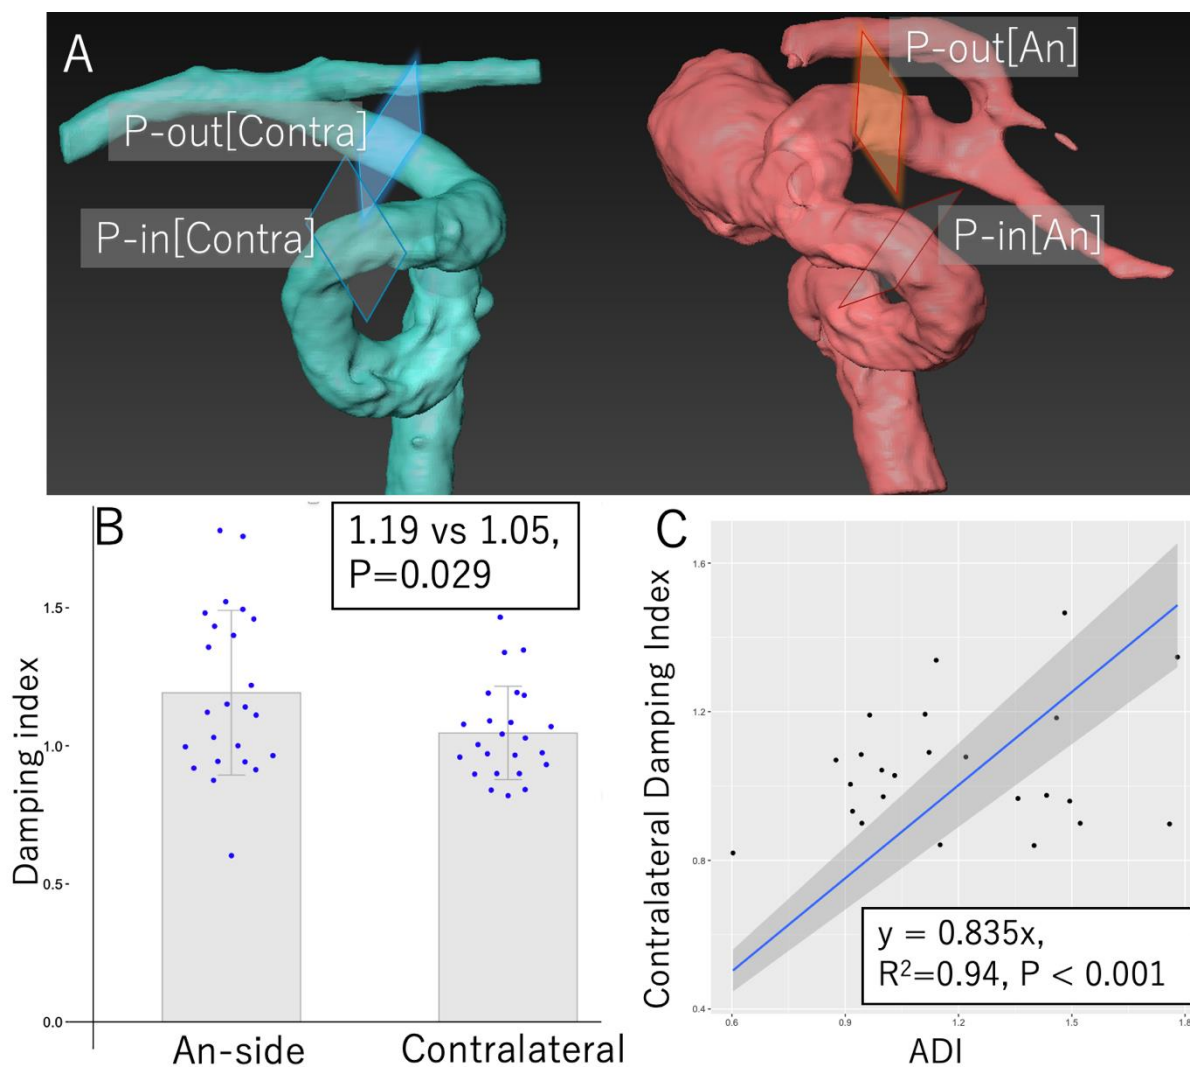 A
P-out[Contra]
P-in[Contra]
P-out[An]
P-in[An]
B
1.19 vs 1.05,
P=0.029
Damping index
1.5
1.0
0.5
0.0
An-side
Contralateral
C
Contralateral Damping Index
1.6
1.2
0.8
0.4
y = 0.835x,
R²=0.94, P < 0.001
0.6
0.9
1.2
1.5
1.8
ADI